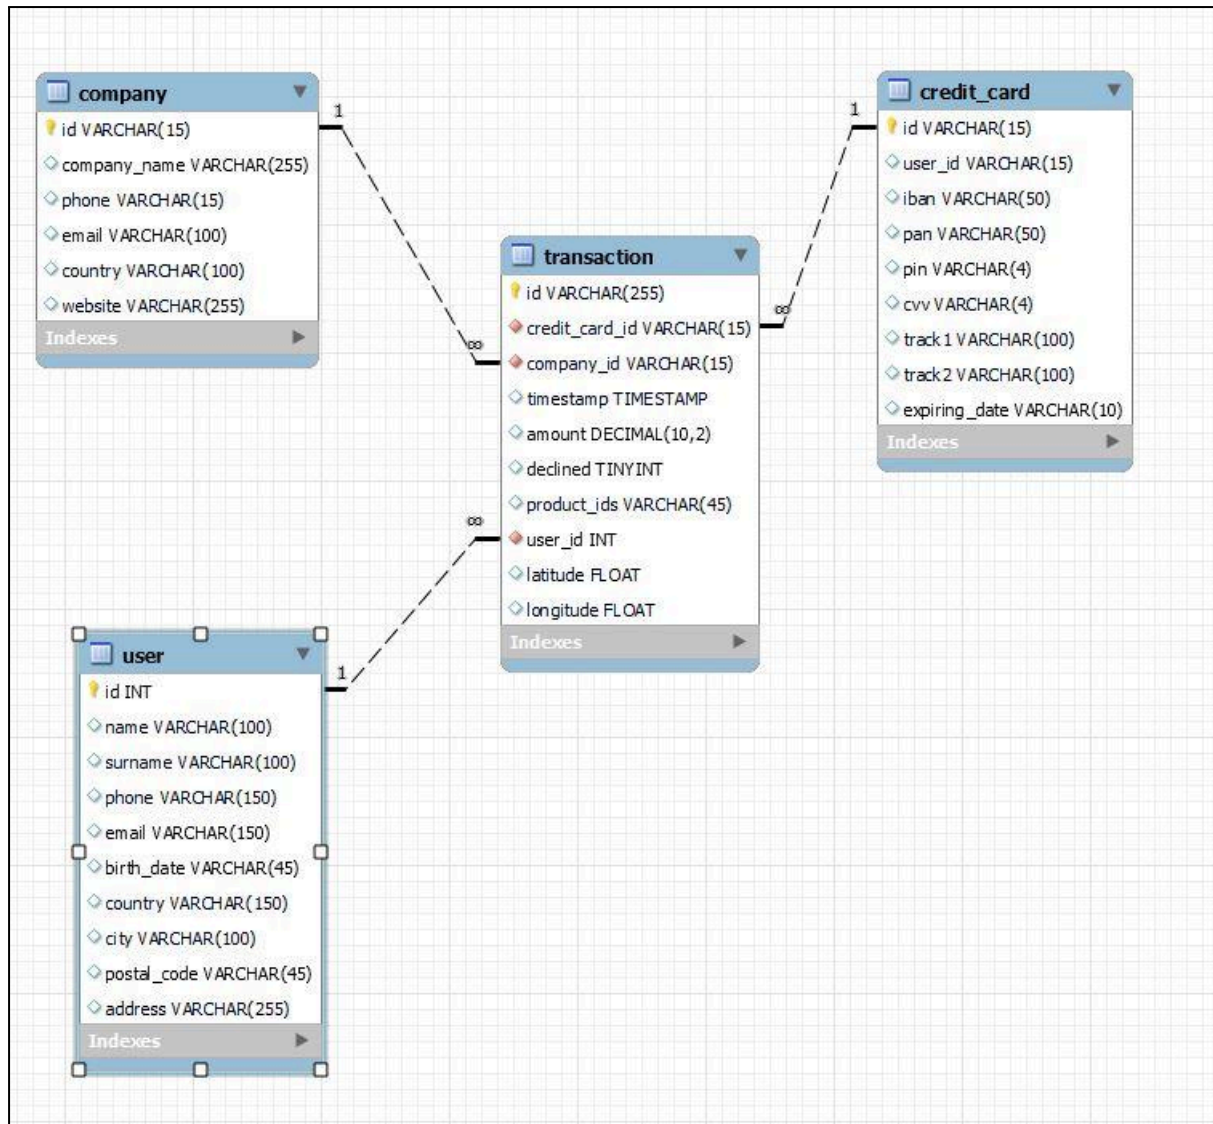 company
id VARCHAR(15)
company_name VARCHAR(255)
phone VARCHAR(15)
email VARCHAR(100)
country VARCHAR(100)
website VARCHAR(255)
Indexes
1
∞
credit_card
id VARCHAR(15)
user_id VARCHAR(15)
iban VARCHAR(50)
pan VARCHAR(50)
pin VARCHAR(4)
cvv VARCHAR(4)
track1 VARCHAR(100)
track2 VARCHAR(100)
expiring_date VARCHAR(10)
Indexes
1
∞
transaction
id VARCHAR(255)
credit_card_id VARCHAR(15)
company_id VARCHAR(15)
timestamp TIMESTAMP
amount DECIMAL(10,2)
declined TINYINT
product_ids VARCHAR(45)
user_id INT
latitude FLOAT
longitude FLOAT
Indexes
∞
1
user
id INT
name VARCHAR(100)
surname VARCHAR(100)
phone VARCHAR(150)
email VARCHAR(150)
birth_date VARCHAR(45)
country VARCHAR(150)
city VARCHAR(100)
postal_code VARCHAR(45)
address VARCHAR(255)
Indexes